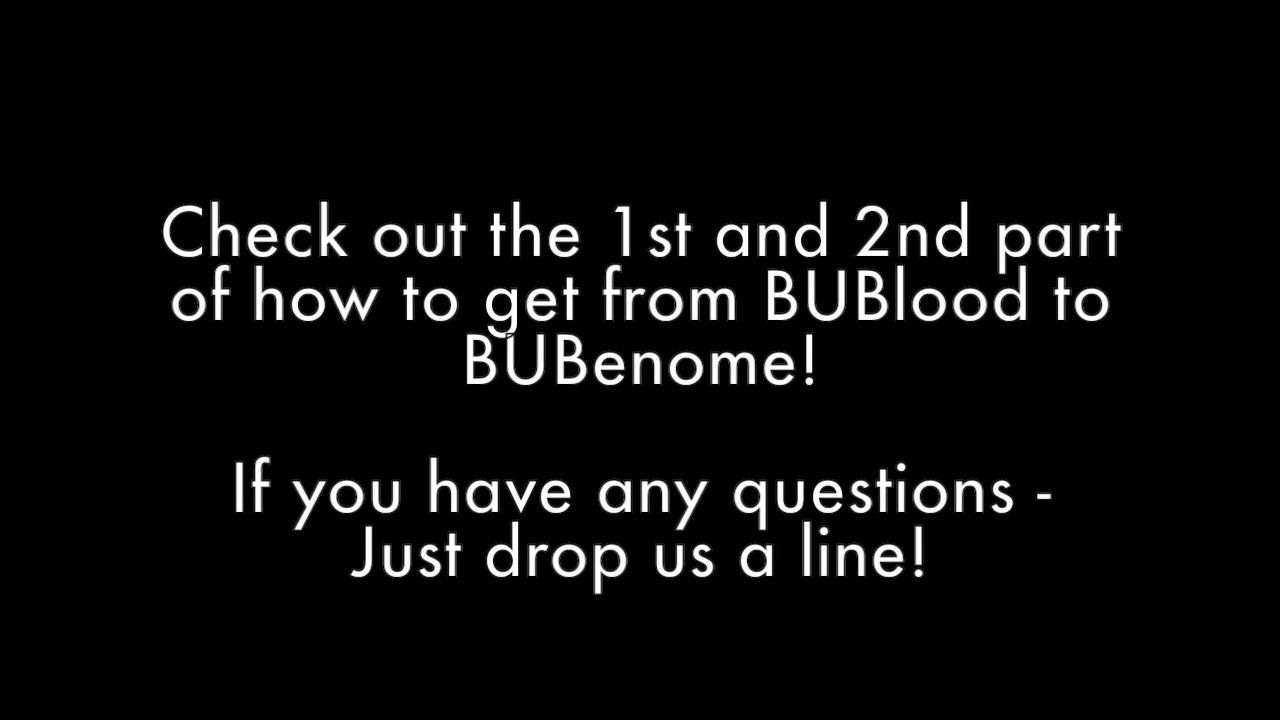 Check out the 1st and 2nd part
of how to get from BUBlood to
BUBenome!
If you have any questions -
Just drop us a line!